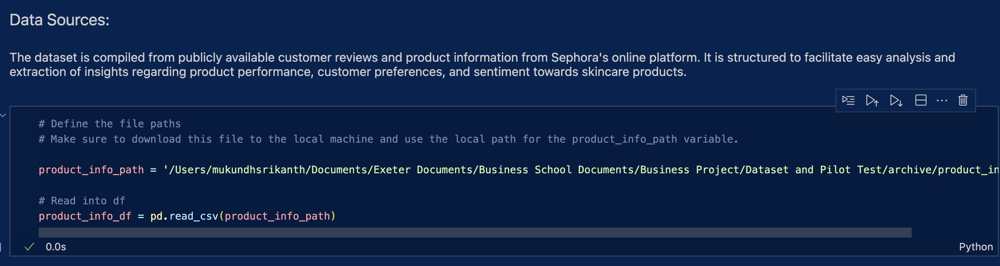 Data Sources:
The dataset is compiled from publicly available customer reviews and product information from Sephora's online platform. It is structured to facilitate easy analysis and
extraction of insights regarding product performance, customer preferences, and sentiment towards skincare products.
# Define the file paths
# Make sure to download this file to the local machine and use the local path for the product_info_path variable.
product_info_path = '/Users/mukundhsrikanth/Documents/Exeter Documents/Business School Documents/Business Project/Dataset and Pilot Test/archive/product_in
# Read into df
product_info_df = pd.read_csv(product_info_path)
0.0s
Python